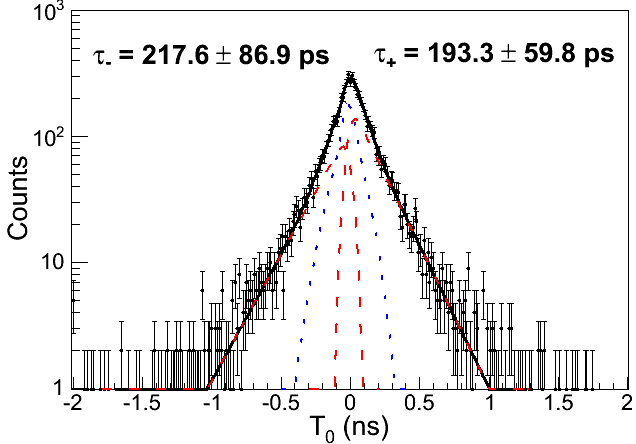 10³
τ₋ = 217.6 ± 86.9 ps
τ₊ = 193.3 ± 59.8 ps
10²
Counts
10
1
-2 -1.5 -1 -0.5 0 0.5 1 1.5 2
T₀ (ns)